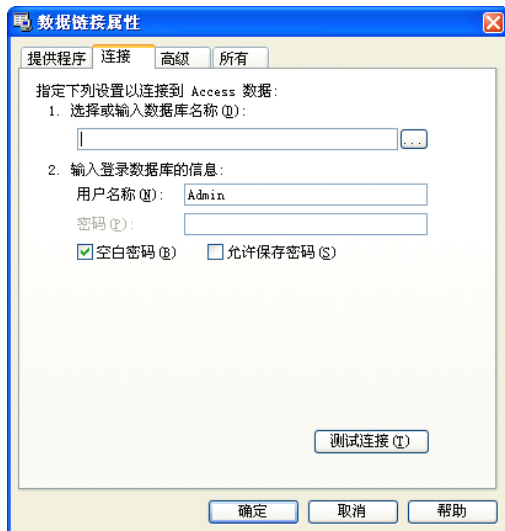 数据链接属性
提供程序 连接 高级 所有
指定下列设置以连接到 Access 数据:
1. 选择或输入数据库名称(D):
...
2. 输入登录数据库的信息:
用户名称(N): Admin
密码(P):
空白密码(B) 允许保存密码(S)
测试连接(T)
确定 取消 帮助